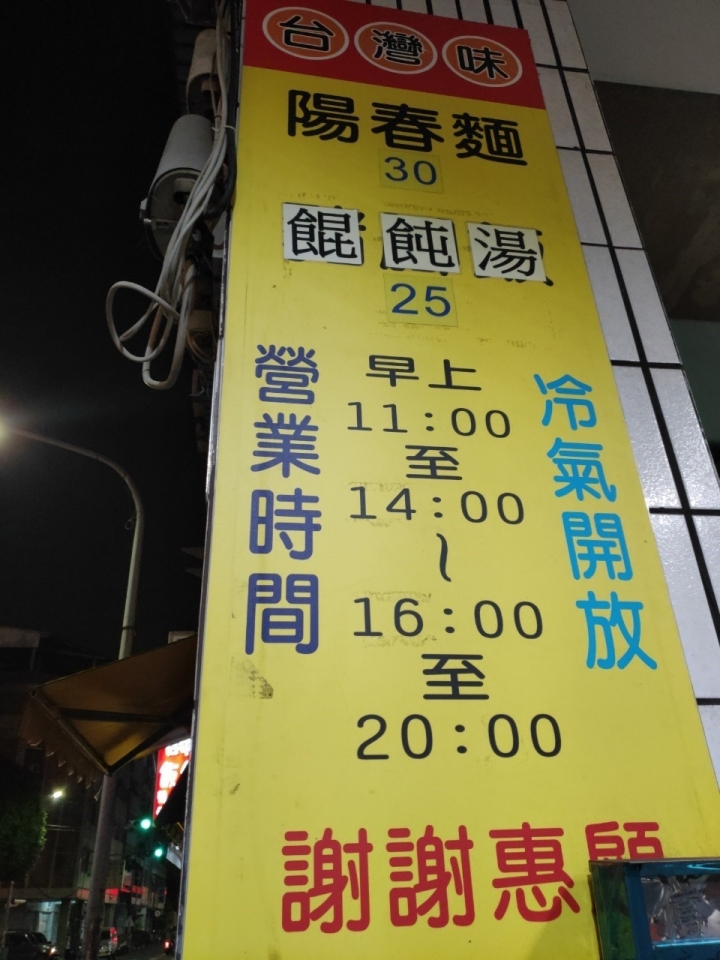 台灣味
陽春麵
30
餛飩湯
25
營業時間
早上
11:00
至
14:00
~
16:00
至
20:00
冷氣開放
謝謝惠顧